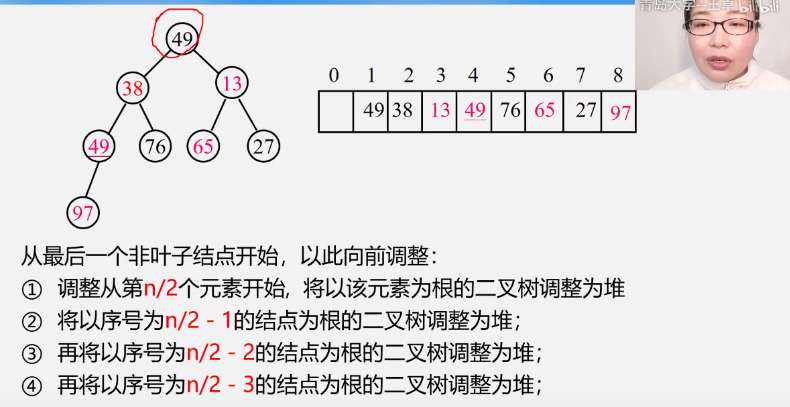 青岛大学--王卓 bilibili
49
0 1 2 3 4 5 6 7 8
38 13
49 38 13 49 76 65 27 97
49 76 65 27
97
从最后一个非叶子结点开始，以此向前调整：
① 调整从第n/2个元素开始, 将以该元素为根的二叉树调整为堆
② 将以序号为n/2 - 1的结点为根的二叉树调整为堆；
③ 再将以序号为n/2 - 2的结点为根的二叉树调整为堆；
④ 再将以序号为n/2 - 3的结点为根的二叉树调整为堆；